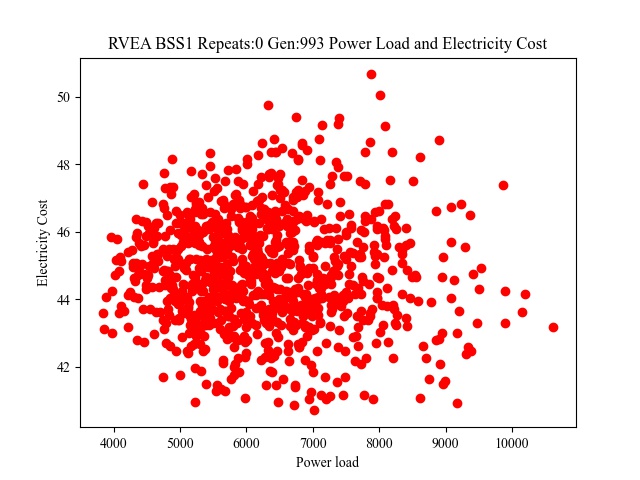 RVEA BSS1 Repeats:0 Gen:993 Power Load and Electricity Cost
50
48
46
44
42
Electricity Cost
4000 5000 6000 7000 8000 9000 10000
Power load